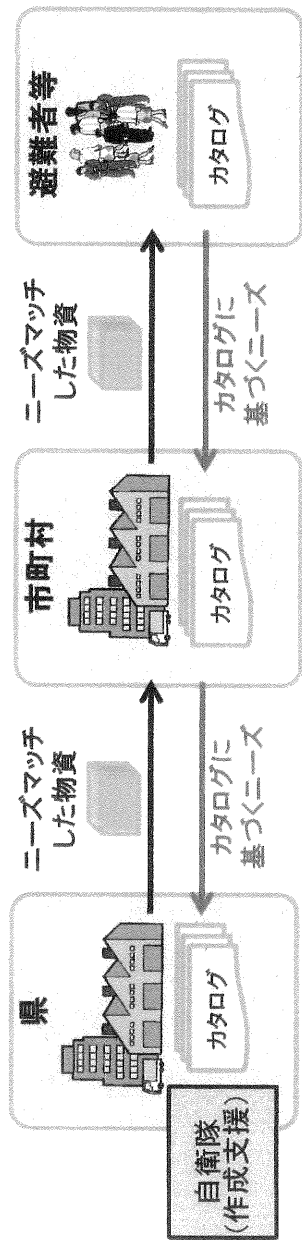 県
カタログ
自衛隊
(作成支援)
ニーズマッチ
した物資
カタログに
基づくニーズ
市町村
カタログ
ニーズマッチ
した物資
カタログに
基づくニーズ
避難者等
カタログ